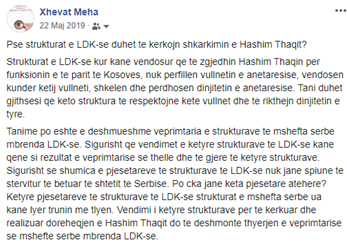 Xhevat Meha
22 Maj 2019 ·
Pse strukturat e LDK-se duhet te kerkojn shkarkimin e Hashim Thaqit?
Strukturat e LDK-se kur kane vendosur qe te zgjedhin Hashim Thaqin per
funksionin e te parit te Kosoves, nuk perfillen vullnetin e anetaresise, vendosen
kunder ketij vullneti, shkelen dhe perdhosen dinjitetin e anetaresise. Tani duhet
gjithsesi qe keto struktura te respektojne kete vullnet dhe te rikthejn dinjitetin e
tyre.
Tanime po eshte e deshmueshme veprimtaria e strukturave te mshefta serbe
mbrenda LDK-se. Sigurisht qe vendimet e ketyre strukturave te LDK-se kane
qene si rezultat e veprimtarise se thelle dhe te gjere te ketyre strukturave.
Sigurisht se shumica e pjesetareve te strukturave te LDK-se nuk jane spiune te
stervitur te betuar te shtetit te Serbise. Po cka jane keta pjesetare atehere?
Ketyre pjesetareve te strukturave te LDK-se strukturat e mshefta serbe ua
kane lyer trunin me tlyen. Vendimi i ketyre strukturave per te kerkuar dhe
realizuar doreheqjen e Hashim Thaqit do te deshmonte thyerjen e veprimtarise
se mshefte serbe mbrenda LDK-se.